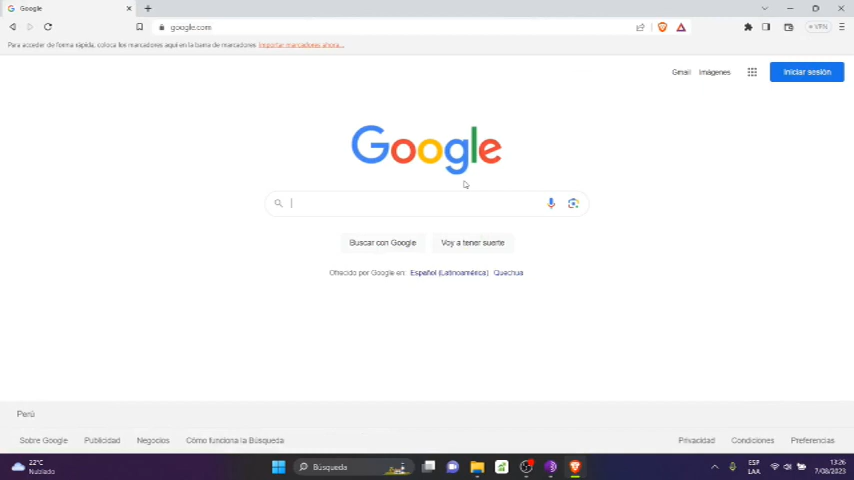 Google
google.com
VPN
Para acceder de forma rápida, coloca los marcadores aquí en la barra de marcadores Importar marcadores ahora...
Gmail Imágenes Iniciar sesión
Google
Buscar con Google Voy a tener suerte
Ofrecido por Google en: Español (Latinoamérica) Quechua
Perú
Sobre Google Publicidad Negocios Cómo funciona la Búsqueda Privacidad Condiciones Preferencias
22°C
Nublado
Búsqueda
ESP
LAA
13:26
7/08/2023